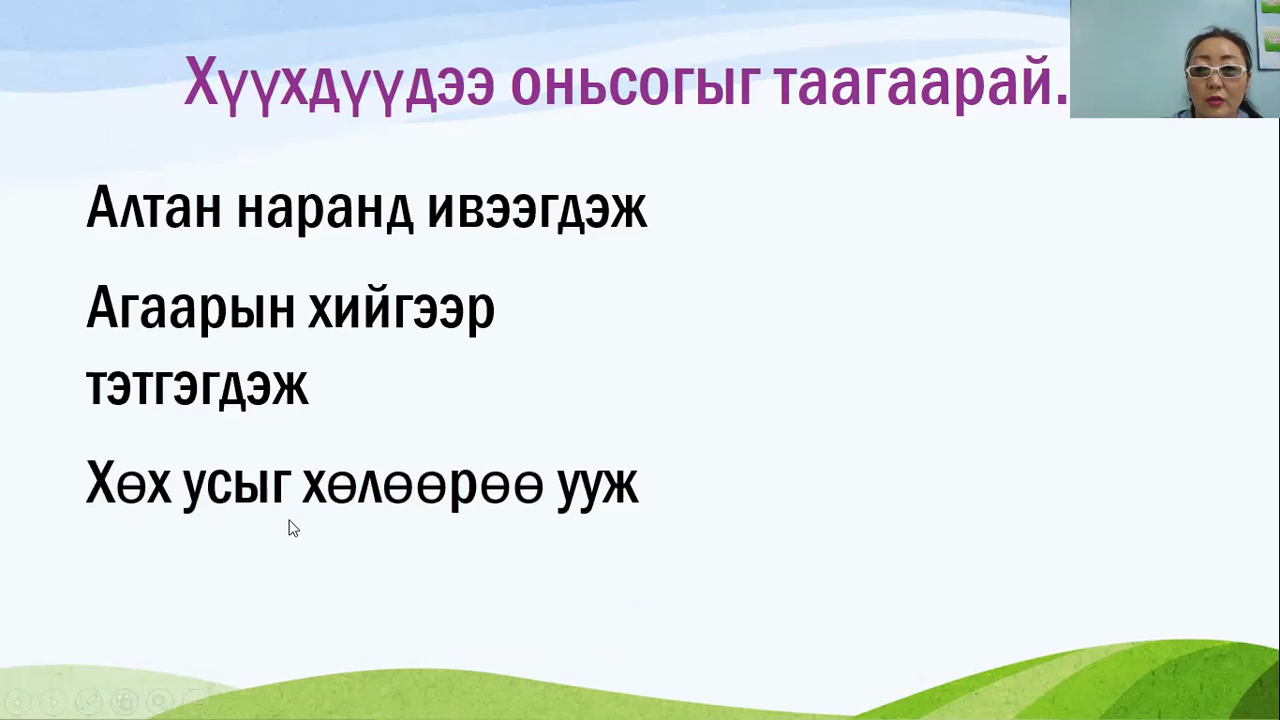 Хүүхдүүдээ оньсогыг таагаарай.
Алтан наранд ивээгдэж
Агаарын хийгээр
тэтгэгдэж
Хөх усыг хөлөөрөө ууж